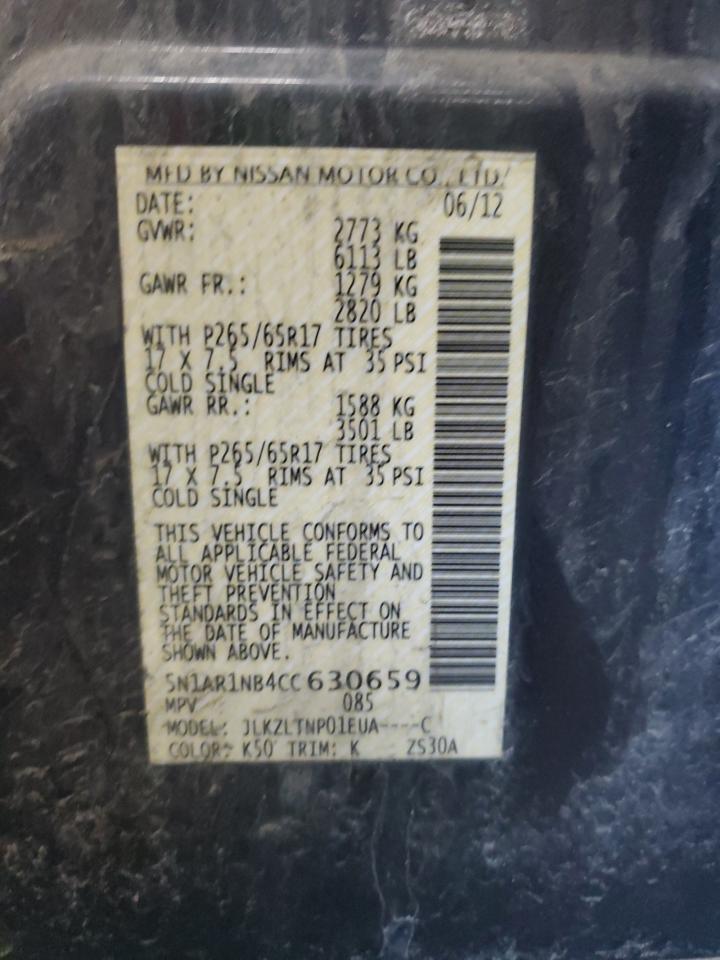 MFD BY NISSAN MOTOR CO., LTD.
DATE: 06/12
GVWR: 2773 KG
6113 LB
GAWR FR.: 1279 KG
2820 LB
WITH P265/65R17 TIRES
17 X 7.5 RIMS AT 35 PSI
COLD SINGLE
GAWR RR.: 1588 KG
3501 LB
WITH P265/65R17 TIRES
17 X 7.5 RIMS AT 35 PSI
COLD SINGLE
THIS VEHICLE CONFORMS TO
ALL APPLICABLE FEDERAL
MOTOR VEHICLE SAFETY AND
THEFT PREVENTION
STANDARDS IN EFFECT ON
THE DATE OF MANUFACTURE
SHOWN ABOVE.
5N1AR1NB4CC630659
MPV 085
MODEL: JLKZLTNP01EUA----C
COLOR: K50 TRIM: K ZS30A